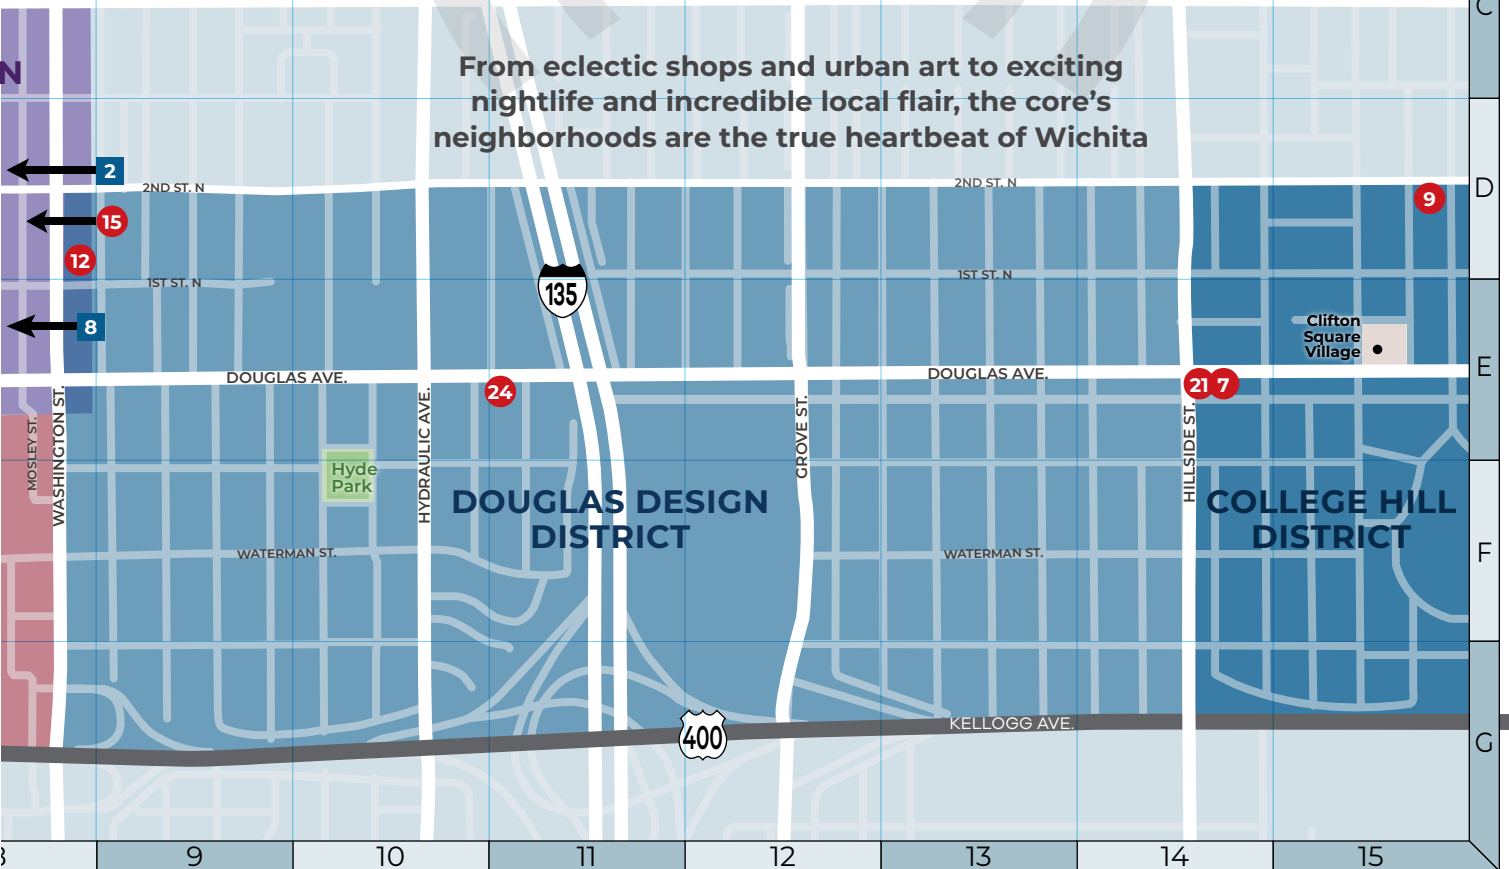 C
From eclectic shops and urban art to exciting
nightlife and incredible local flair, the core's
neighborhoods are the true heartbeat of Wichita
N
2
2ND ST. N
2ND ST. N
D
9
15
12
1ST ST. N
1ST ST. N
135
8
Clifton
Square
Village
DOUGLAS AVE.
DOUGLAS AVE.
E
24
21
7
MOSLEY ST.
WASHINGTON ST.
HYDRAULIC AVE.
GROVE ST.
HILLSIDE ST.
Hyde
Park
DOUGLAS DESIGN
DISTRICT
COLLEGE HILL
DISTRICT
WATERMAN ST.
WATERMAN ST.
F
KELLOGG AVE.
400
G
9
10
11
12
13
14
15